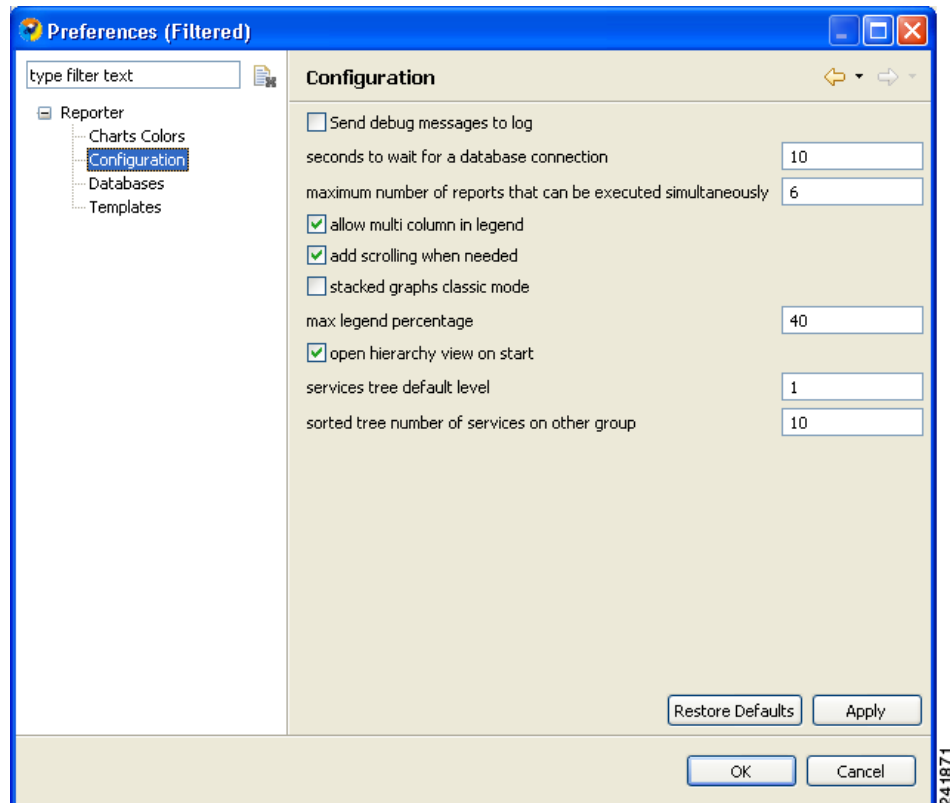 Preferences (Filtered)
type filter text
Reporter
Charts Colors
Configuration
Databases
Templates
Configuration
Send debug messages to log
seconds to wait for a database connection 10
maximum number of reports that can be executed simultaneously 6
allow multi column in legend
add scrolling when needed
stacked graphs classic mode
max legend percentage 40
open hierarchy view on start
services tree default level 1
sorted tree number of services on other group 10
Restore Defaults Apply
OK Cancel
241871